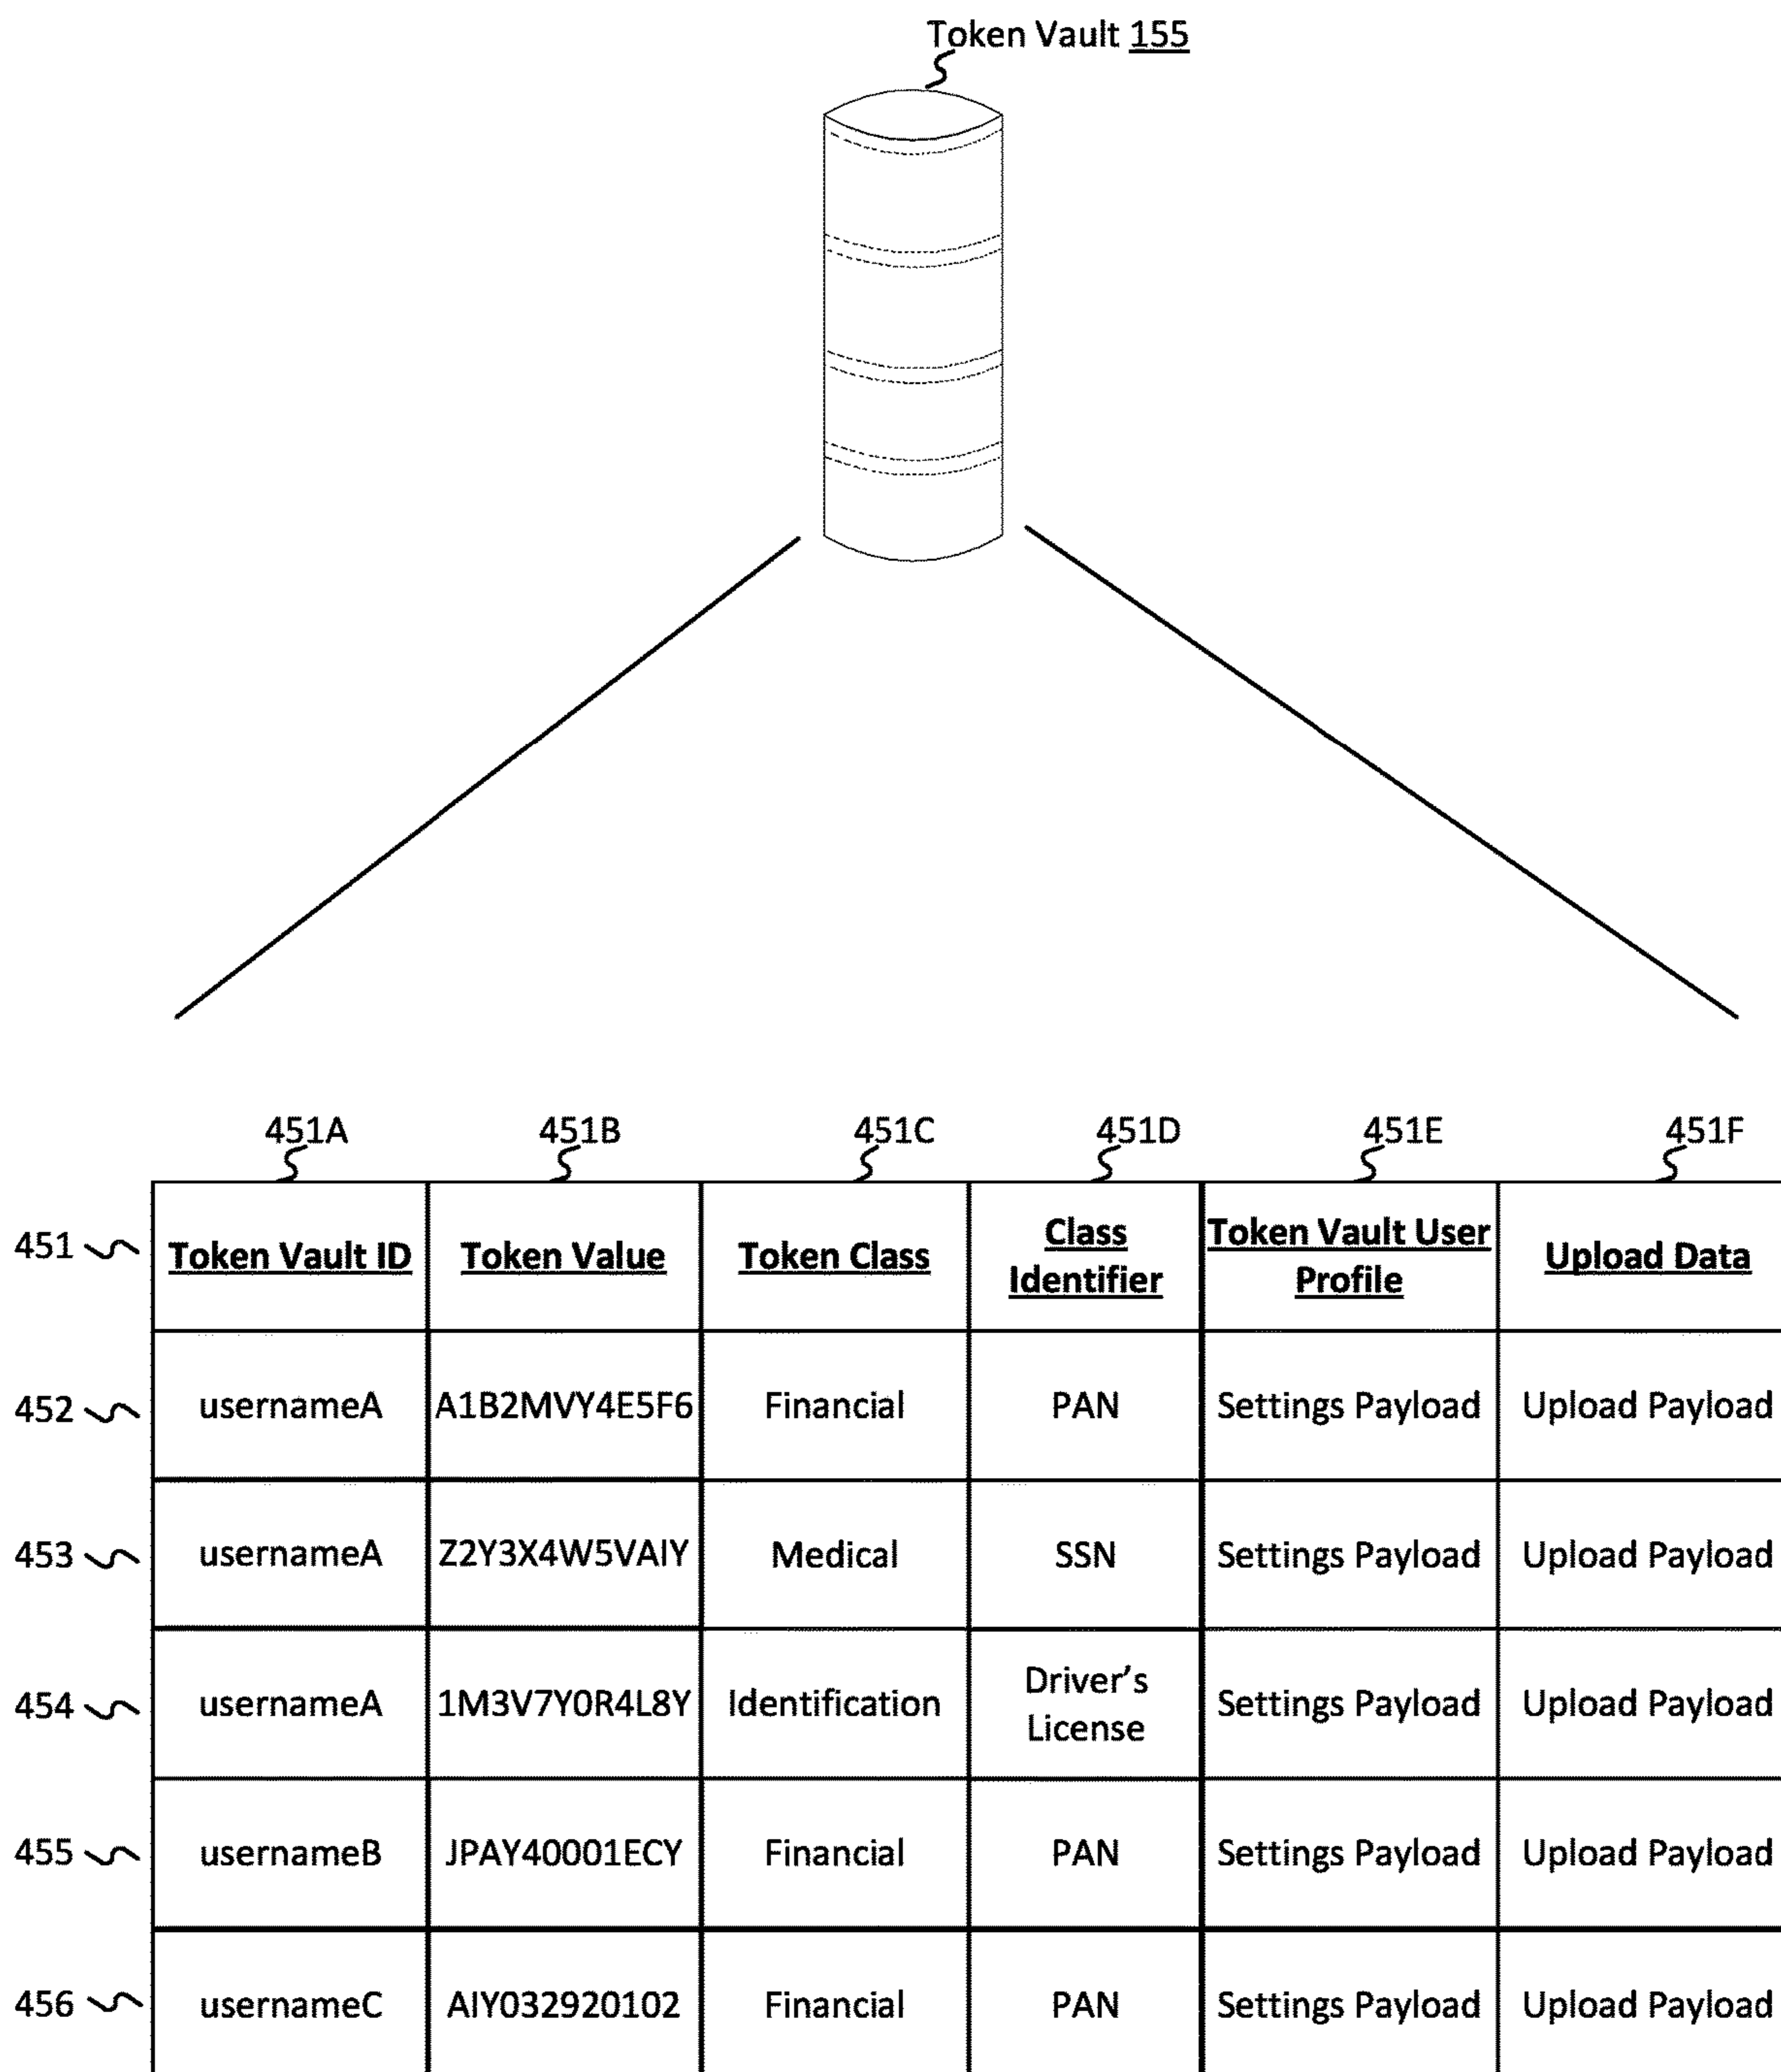 Token Vault 155
451A 451B 451C 451D 451E 451F
451 Token Vault ID Token Value Token Class Class Identifier Token Vault User Profile Upload Data
452 usernameA A1B2MVY4E5F6 Financial PAN Settings Payload Upload Payload
453 usernameA Z2Y3X4W5VAIY Medical SSN Settings Payload Upload Payload
454 usernameA 1M3V7Y0R4L8Y Identification Driver's License Settings Payload Upload Payload
455 usernameB JPAY40001ECY Financial PAN Settings Payload Upload Payload
456 usernameC AIY032920102 Financial PAN Settings Payload Upload Payload